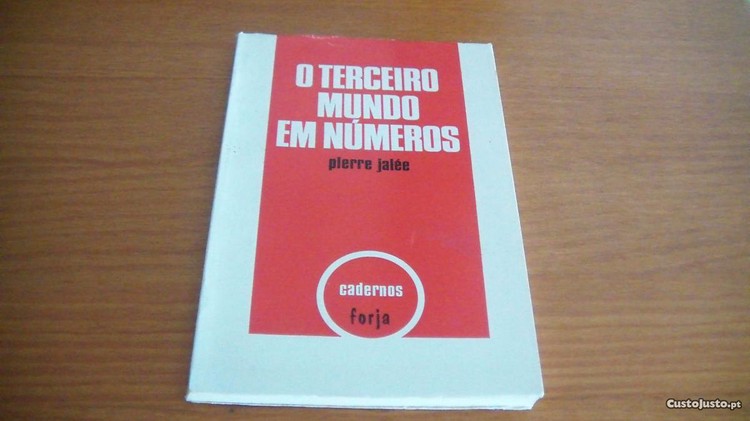 O TERCEIRO
MUNDO
EM NÚMEROS
pierre jalée
cadernos
forja
CustoJusto.pt